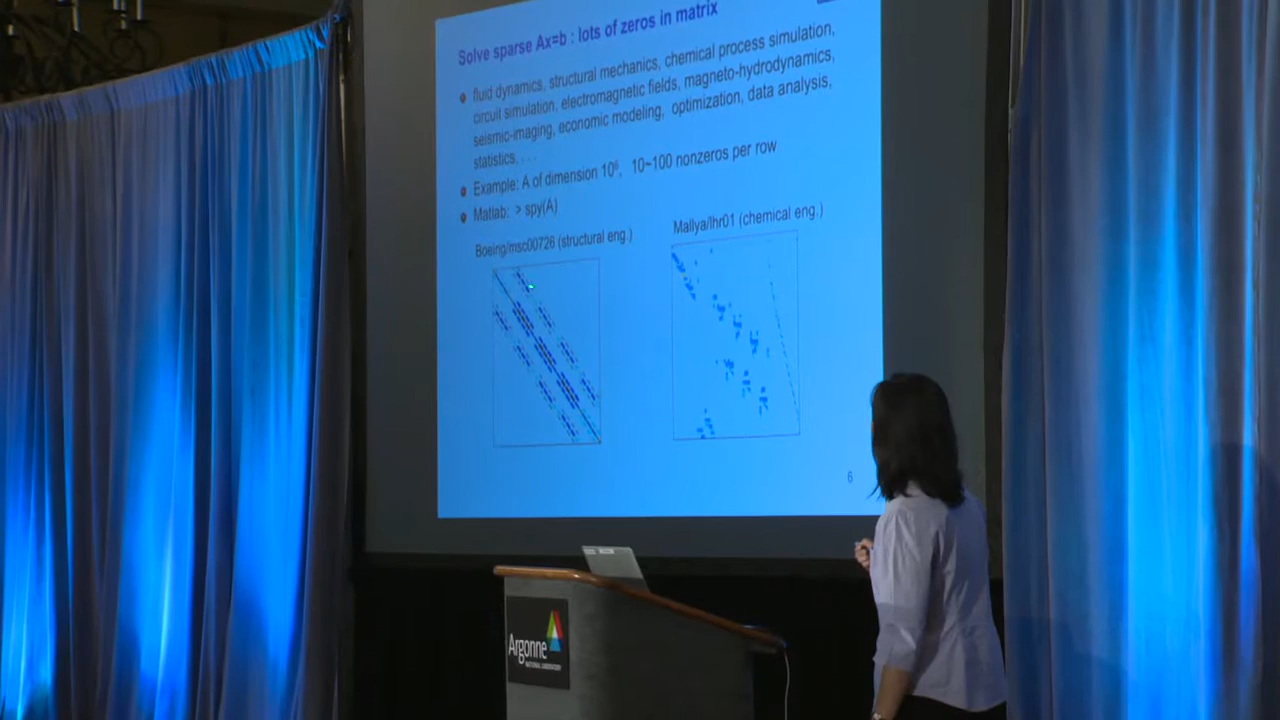 Solve sparse Ax=b : lots of zeros in matrix
fluid dynamics, structural mechanics, chemical process simulation,
circuit simulation, electromagnetic fields, magneto-hydrodynamics,
seismic-imaging, economic modeling, optimization, data analysis,
statistics, . . .
Example: A of dimension 10⁶, 10~100 nonzeros per row
Matlab: > spy(A)
Boeing/msc00726 (structural eng.)
Mallya/lhr01 (chemical eng.)
6
Argonne
NATIONAL LABORATORY